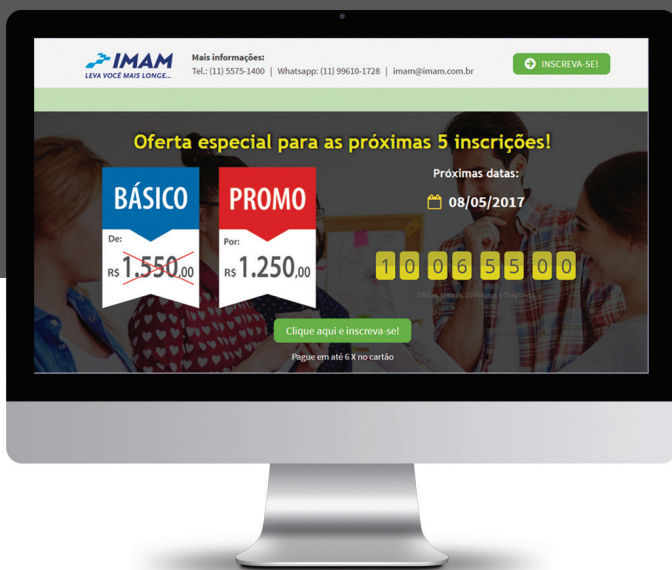 IMAM
LEVA VOCÊ MAIS LONGE...
Mais informações:
Tel.: (11) 5575-1400 | Whatsapp: (11) 99610-1728 | imam@imam.com.br
INSCREVA-SE!
Oferta especial para as próximas 5 inscrições!
BÁSICO
De:
R$ 1.550,00
PROMO
Por:
R$ 1.250,00
Próximas datas:
08/05/2017
1 0 0 6 5 5 0 0
Clique aqui e inscreva-se!
Pague em até 6 X no cartão